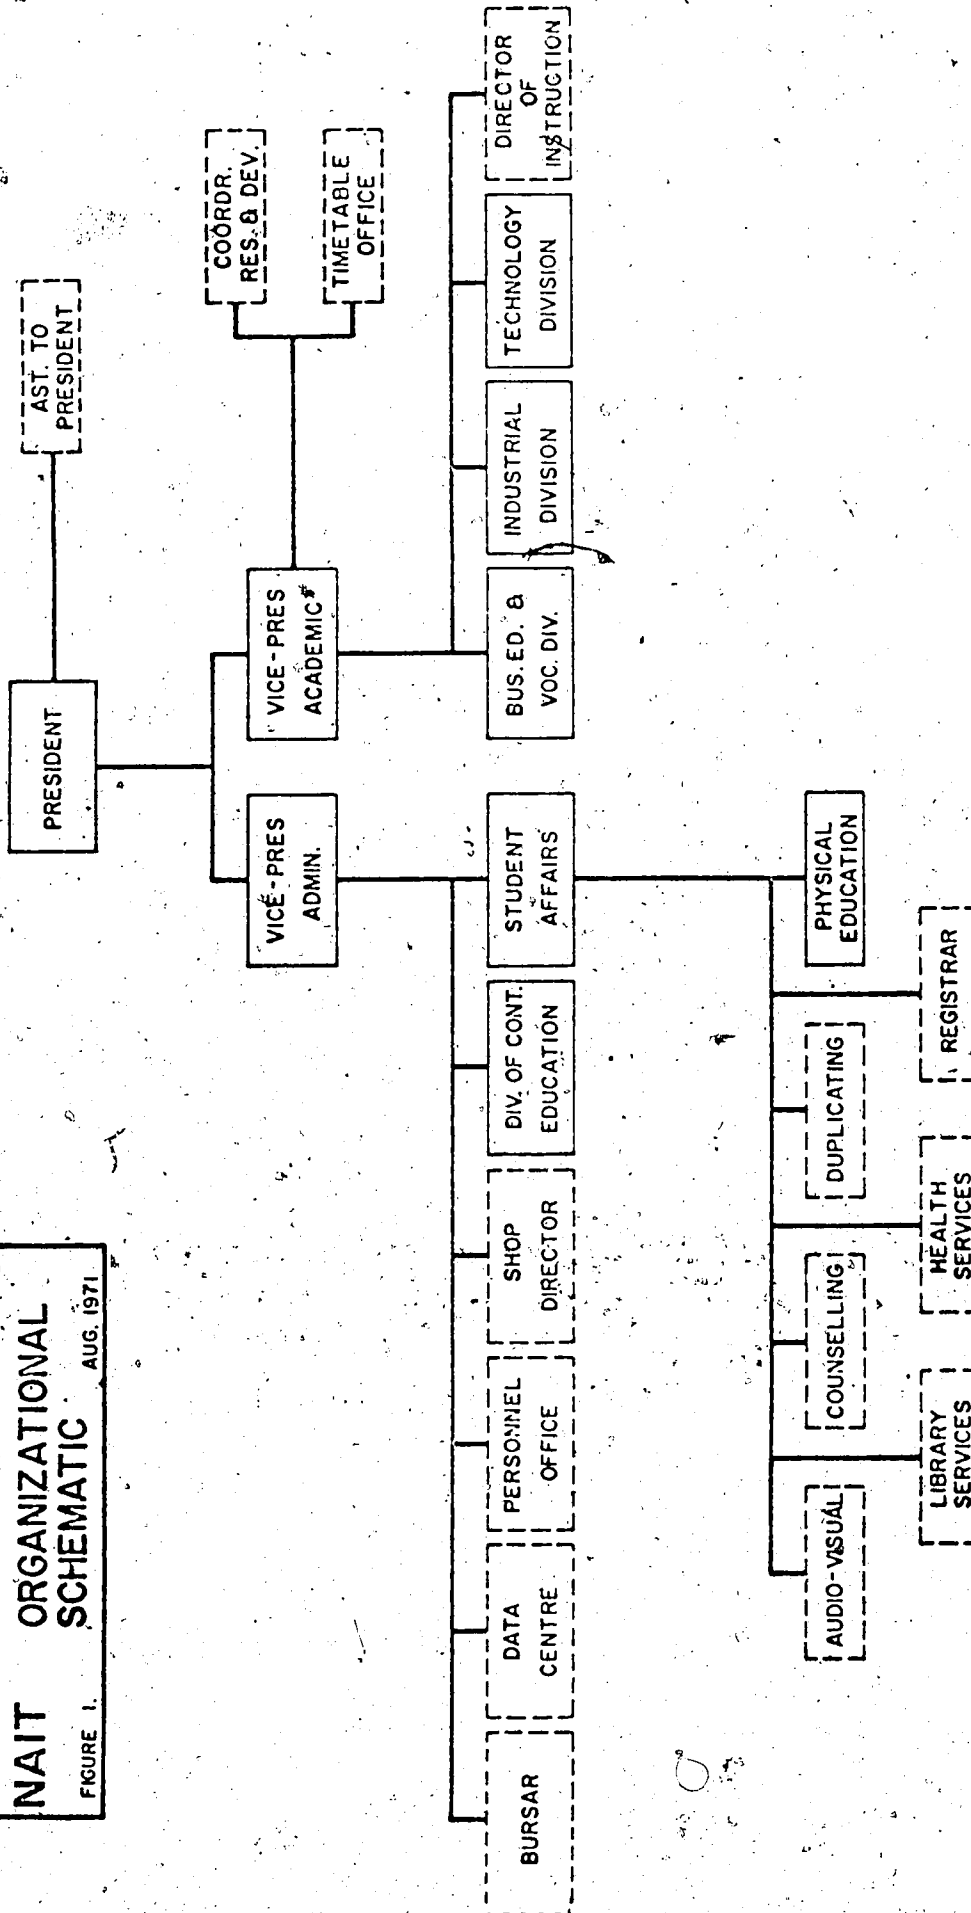 NAIT ORGANIZATIONAL
SCHEMATIC
FIGURE 1. AUG. 1971
PRESIDENT
AST. TO
PRESIDENT
VICE-PRES
ADMIN.
VICE-PRES
ACADEMIC
COORDR.
RES. & DEV.
TIMETABLE
OFFICE
BURSAR
DATA
CENTRE
PERSONNEL
OFFICE
SHOP
DIRECTOR
DIV. OF CONT.
EDUCATION
STUDENT
AFFAIRS
BUS. ED. &
VOC. DIV.
INDUSTRIAL
DIVISION
TECHNOLOGY
DIVISION
DIRECTOR
OF
INSTRUCTION
AUDIO-VISUAL
COUNSELLING
DUPLICATING
PHYSICAL
EDUCATION
LIBRARY
SERVICES
HEALTH
SERVICES
REGISTRAR